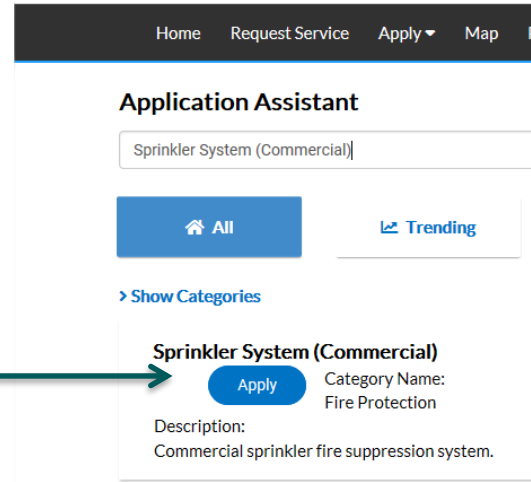 Home Request Service Apply Map
Application Assistant
Sprinkler System (Commercial)
All Trending
Show Categories
Sprinkler System (Commercial)
Apply Category Name:
Fire Protection
Description:
Commercial sprinkler fire suppression system.